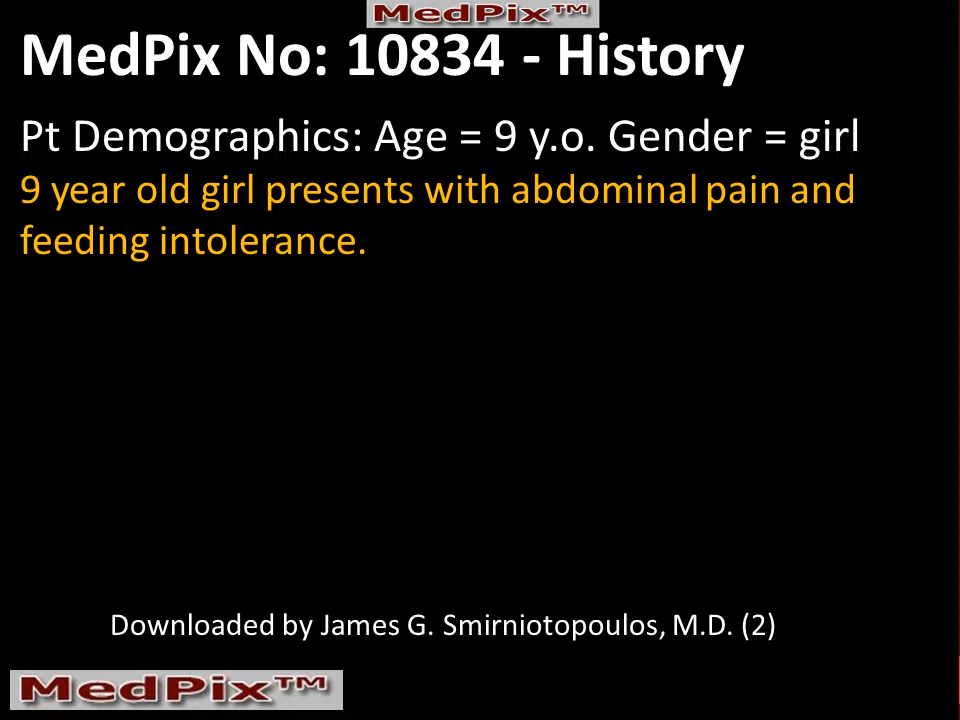 MedPix™
MedPix No: 10834 - History
Pt Demographics: Age = 9 y.o. Gender = girl
9 year old girl presents with abdominal pain and
feeding intolerance.
Downloaded by James G. Smirniotopoulos, M.D. (2)
MedPix™